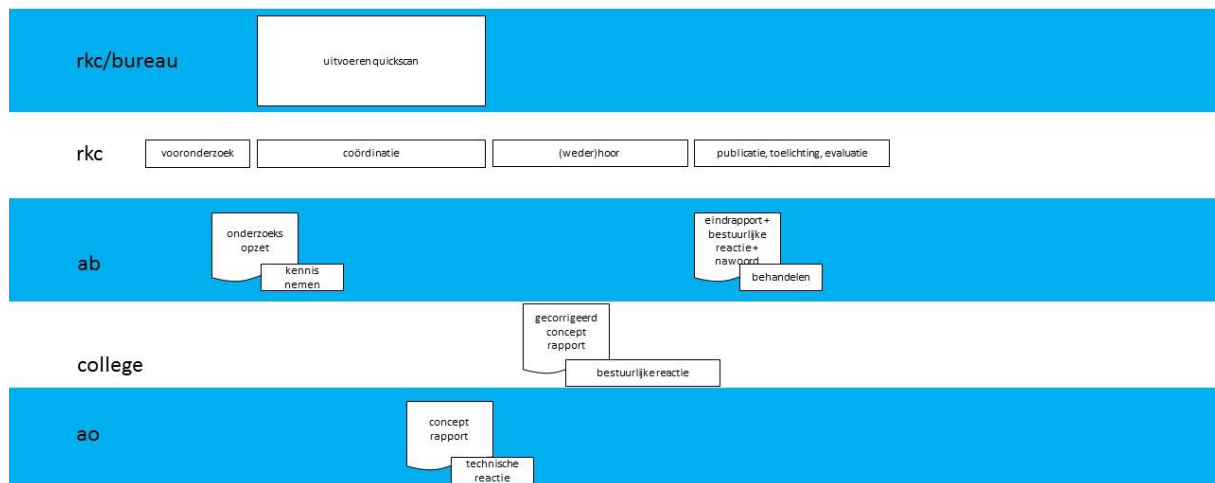 rkc/bureau
uitvoeren quickscan
rkc
vooronderzoek
coördinatie
(weder)hoor
publicatie, toelichting, evaluatie
ab
onderzoeks
opzet
kennis
nemen
eindrapport+
bestuurlijke
reactie+
nawoord
behandelen
college
gecorrigeerd
concept
rapport
bestuurlijke reactie
ao
concept
rapport
technische
reactie